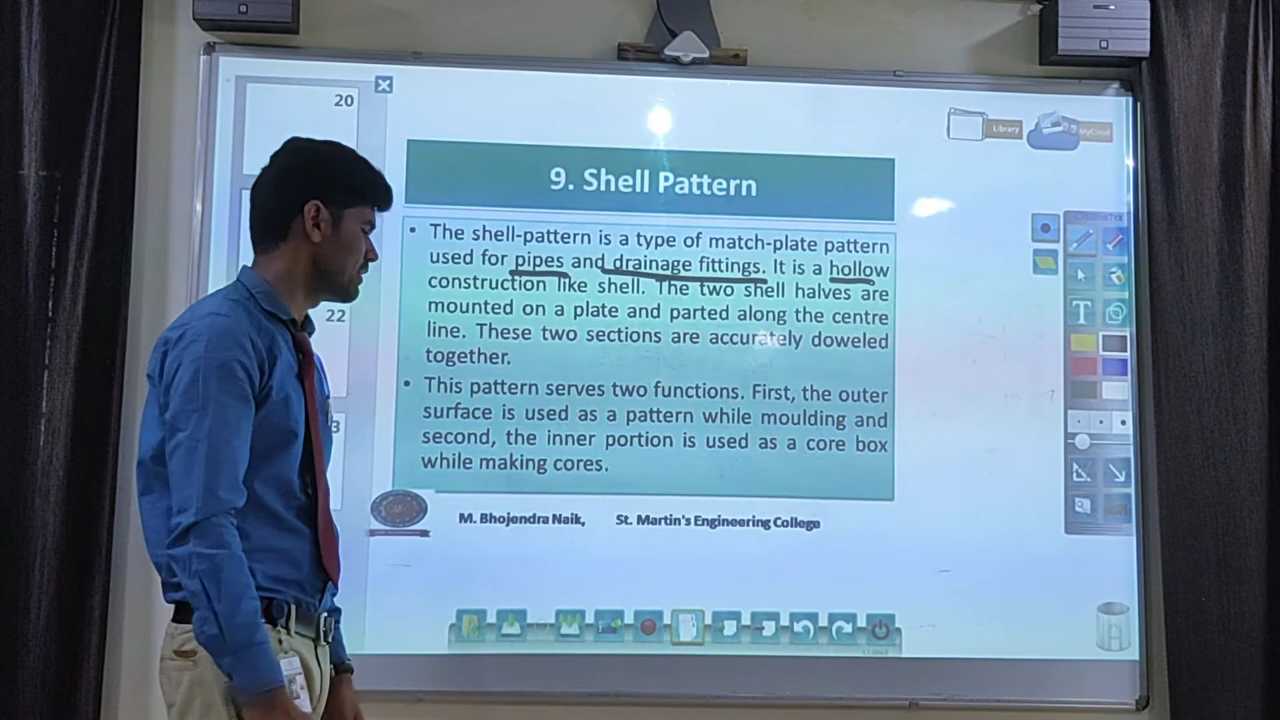 20
22
3
Library
MyCloud
9. Shell Pattern
• The shell-pattern is a type of match-plate pattern
used for pipes and drainage fittings. It is a hollow
construction like shell. The two shell halves are
mounted on a plate and parted along the centre
line. These two sections are accurately doweled
together.
• This pattern serves two functions. First, the outer
surface is used as a pattern while moulding and
second, the inner portion is used as a core box
while making cores.
M. Bhojendra Naik, St. Martin's Engineering College
T